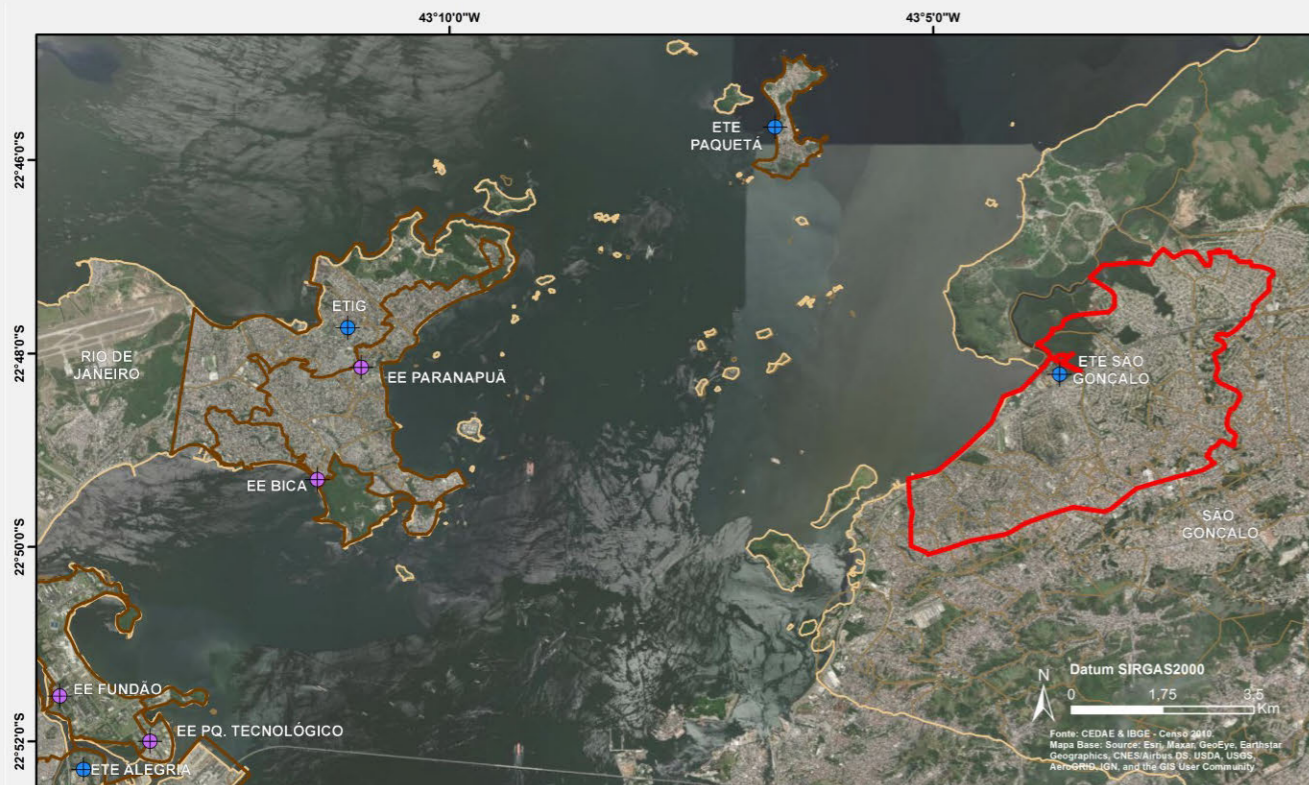 43°10'0"W
43°5'0"W
22°46'0"S
22°48'0"S
22°50'0"S
22°52'0"S
ETE
PAQUETÁ
ETIG
RIO DE
JANEIRO
EE PARANAPUÃ
ETE SÃO
GONÇALO
EE BICA
SÃO
GONÇALO
EE FUNDÃO
EE PQ. TECNOLÓGICO
ETE ALEGRIA
N
Datum SIRGAS2000
0 1,75 3,5
Km
Fonte: CEDAE & IBGE - Censo 2010.
Mapa Base: Source: Esri, Maxar, GeoEye, Earthstar
Geographics, CNES/Airbus DS, USDA, USGS,
AeroGRID, IGN, and the GIS User Community